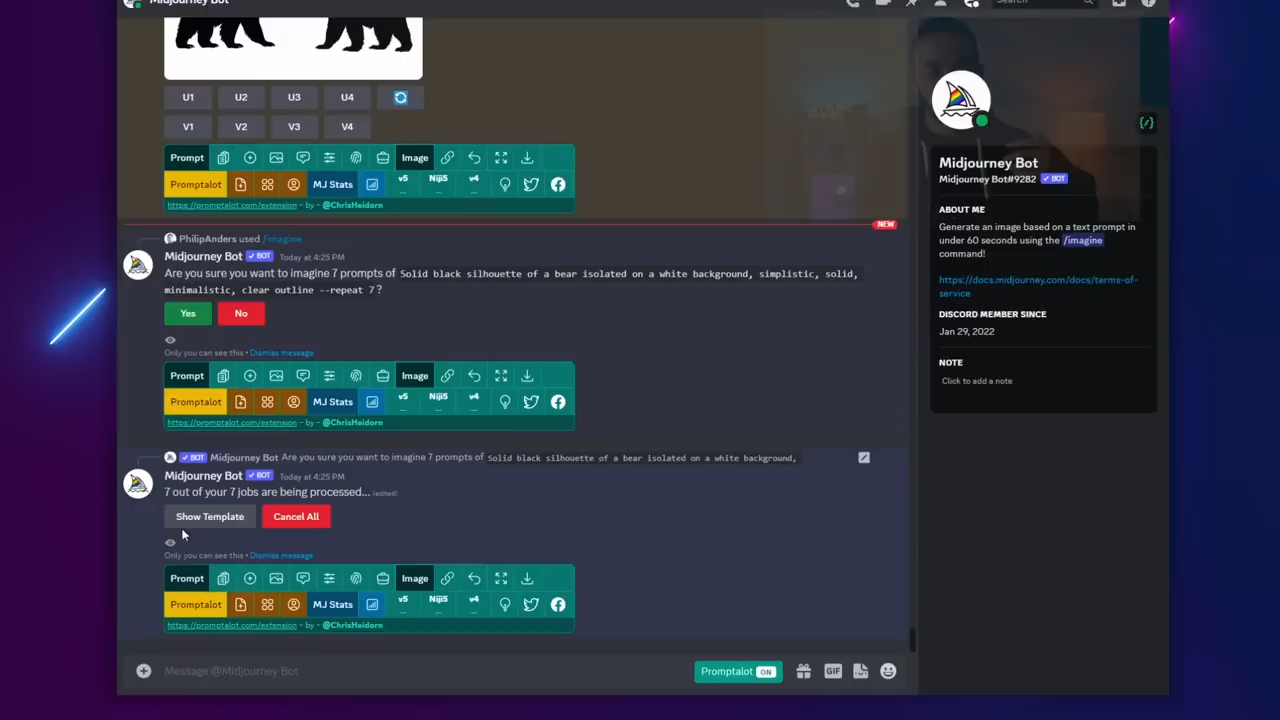 Midjourney Bot
Search
U1 U2 U3 U4
V1 V2 V3 V4
Prompt Image
Promptalot MJ Stats v5 ... Niji5 ... v4 ...
https://promptalot.com/extension - by - @ChrisHeidorn
NEW
PhilipAnders used /imagine
Midjourney Bot ✓ BOT Today at 4:25 PM
Are you sure you want to imagine 7 prompts of Solid black silhouette of a bear isolated on a white background, simplistic, solid,
minimalistic, clear outline --repeat 7?
Yes No
Only you can see this • Dismiss message
Prompt Image
Promptalot MJ Stats v5 ... Niji5 ... v4 ...
https://promptalot.com/extension - by - @ChrisHeidorn
✓ BOT Midjourney Bot Are you sure you want to imagine 7 prompts of Solid black silhouette of a bear isolated on a white background,
Midjourney Bot ✓ BOT Today at 4:25 PM
7 out of your 7 jobs are being processed... (edited)
Show Template Cancel All
Only you can see this • Dismiss message
Prompt Image
Promptalot MJ Stats v5 ... Niji5 ... v4 ...
https://promptalot.com/extension - by - @ChrisHeidorn
Message @Midjourney Bot
Promptalot ON
GIF
{/}
Midjourney Bot
Midjourney Bot#9282 ✓ BOT
ABOUT ME
Generate an image based on a text prompt in
under 60 seconds using the /imagine
command!
https://docs.midjourney.com/docs/terms-of-
service
DISCORD MEMBER SINCE
Jan 29, 2022
NOTE
Click to add a note